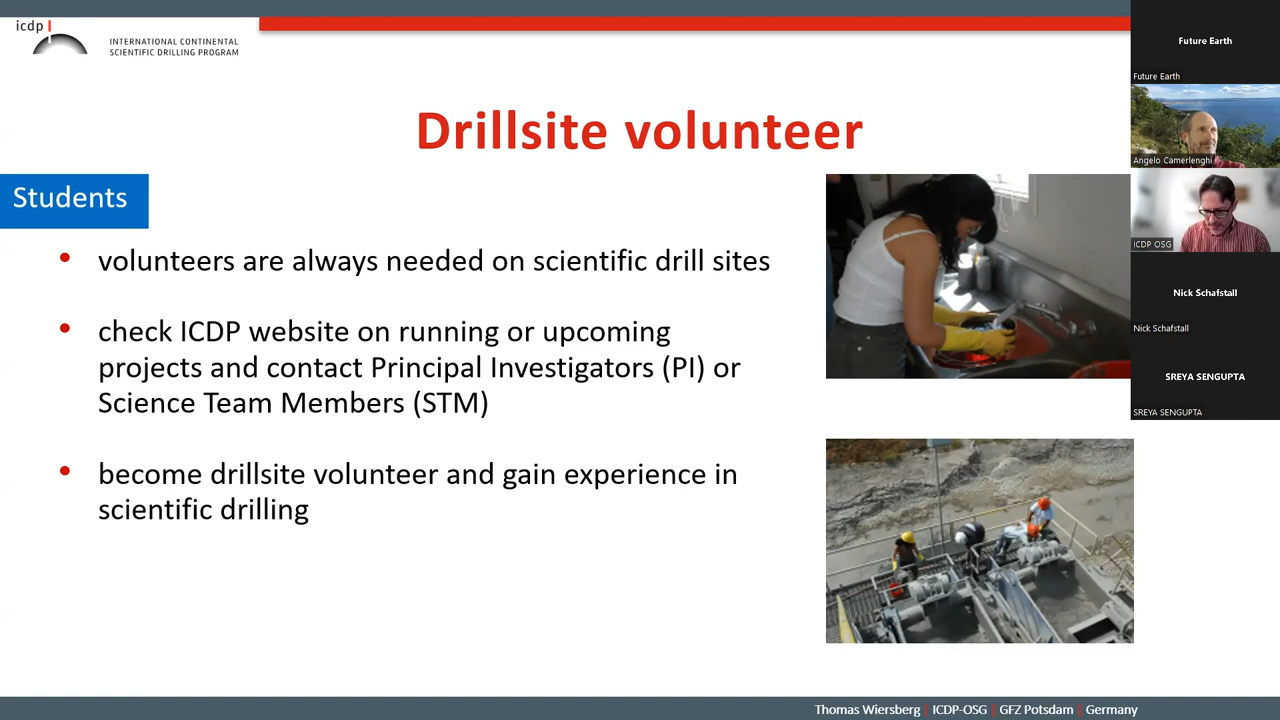 icdp
INTERNATIONAL CONTINENTAL
SCIENTIFIC DRILLING PROGRAM
Drillsite volunteer
Students
• volunteers are always needed on scientific drill sites
• check ICDP website on running or upcoming
projects and contact Principal Investigators (PI) or
Science Team Members (STM)
• become drillsite volunteer and gain experience in
scientific drilling
Thomas Wiersberg | ICDP-OSG | GFZ Potsdam | Germany
Future Earth
Future Earth
Angelo Camerlenghi
ICDP OSG
Nick Schafstall
Nick Schafstall
SREYA SENGUPTA
SREYA SENGUPTA